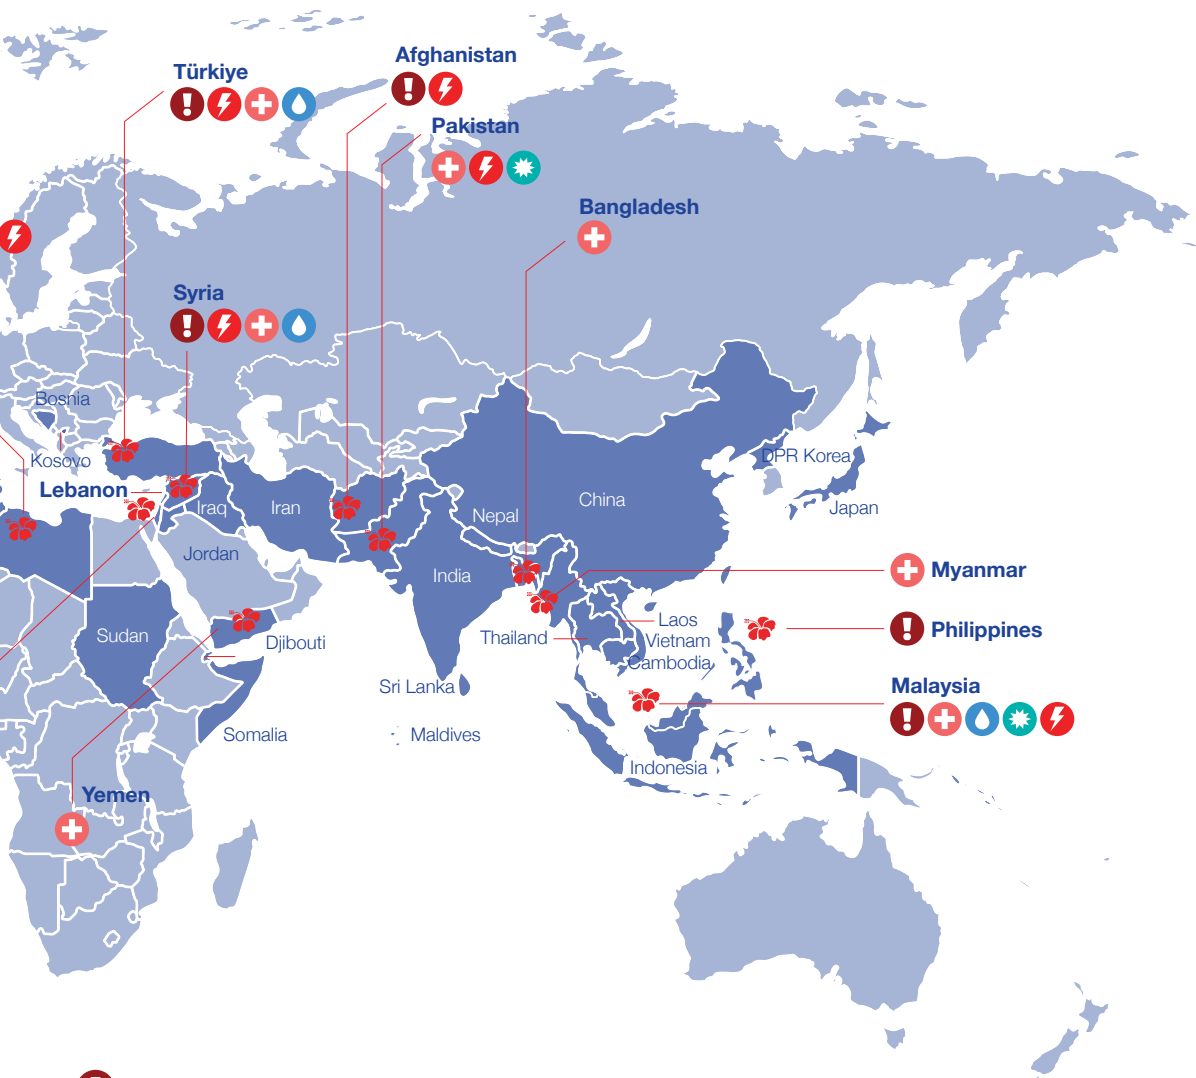 Afghanistan
Türkiye
Pakistan
Bangladesh
Syria
Bosnia
Kosovo
DPR Korea
Lebanon
Iraq
Iran
China
Nepal
Japan
Jordan
India
Myanmar
Laos
Philippines
Sudan
Thailand
Vietnam
Djibouti
Cambodia
Sri Lanka
Malaysia
Somalia
Maldives
Indonesia
Yemen